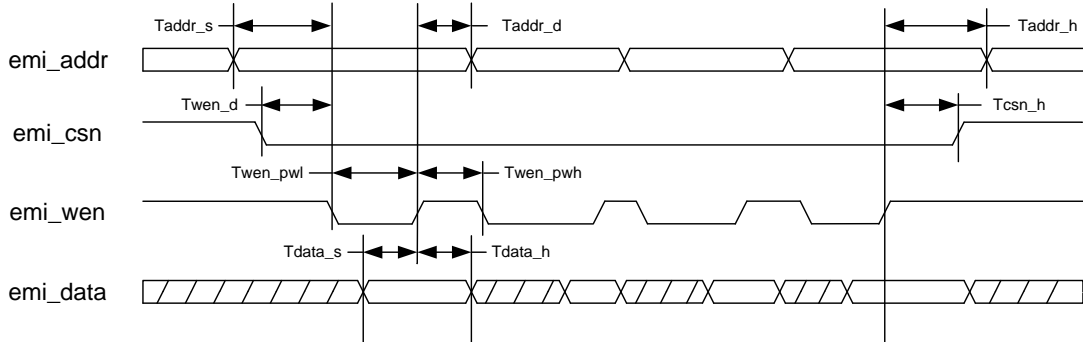 Taddr_s
Taddr_d
Taddr_h
emi_addr
Twen_d
Tcsn_h
emi_csn
Twen_pwl
Twen_pwh
emi_wen
Tdata_s
Tdata_h
emi_data